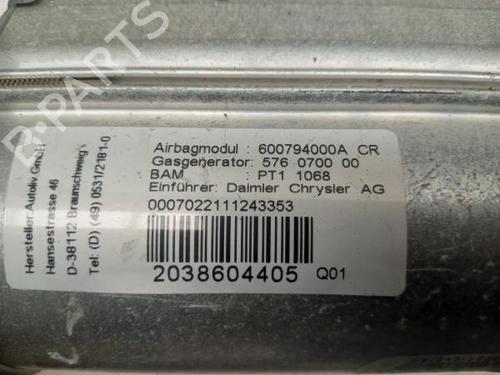 B-PARTS
Hersteller:Autoliv GmbH
Hansestrasse 46
D-38112 Braunschweig
Tel: (D) (49) 0531/2181-0
Airbagmodul : 600794000A CR
Gasgenerator: 576 0700 00
BAM : PT1 1068
Einführer: Daimler Chrysler AG
0007022111243353
2038604405 Q01